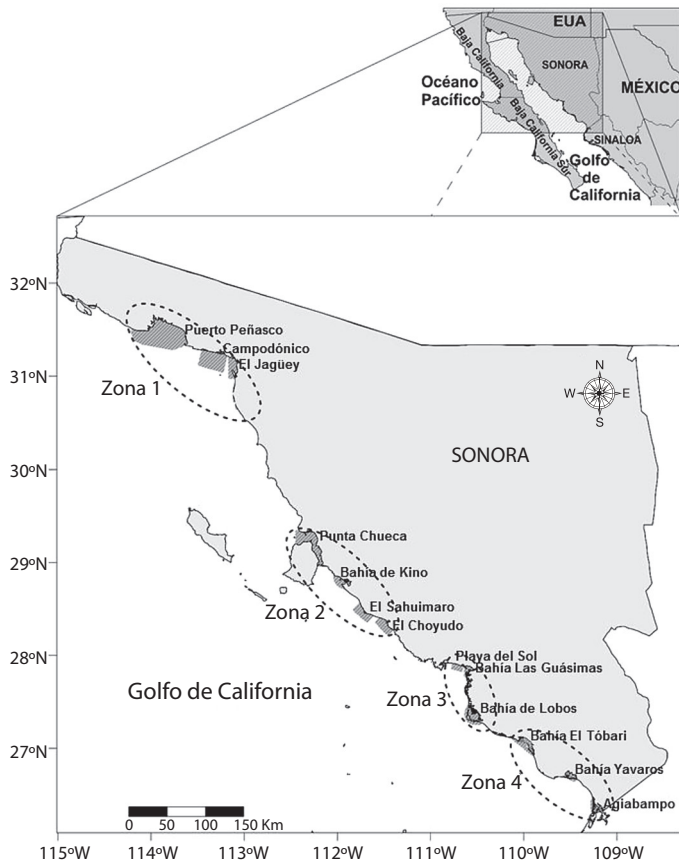 EUA
Baja California
SONORA
Océano
Pacífico
MÉXICO
Baja California Sur
SINALOA
Golfo
de
California
32ºN
Puerto Peñasco
Campodónico
El Jagüey
31ºN
Zona 1
N
W E
S
30ºN
SONORA
29ºN
Punta Chueca
Bahía de Kino
Zona 2
El Sahuimaro
El Choyudo
28ºN
Playa del Sol
Bahía Las Guásimas
Golfo de California
Zona 3
Bahía de Lobos
27ºN
Bahía El Tóbari
Zona 4
Bahía Yavaros
Agiabampo
0 50 100 150 Km
115ºW 114ºW 113ºW 112ºW 111ºW 110ºW 109ºW